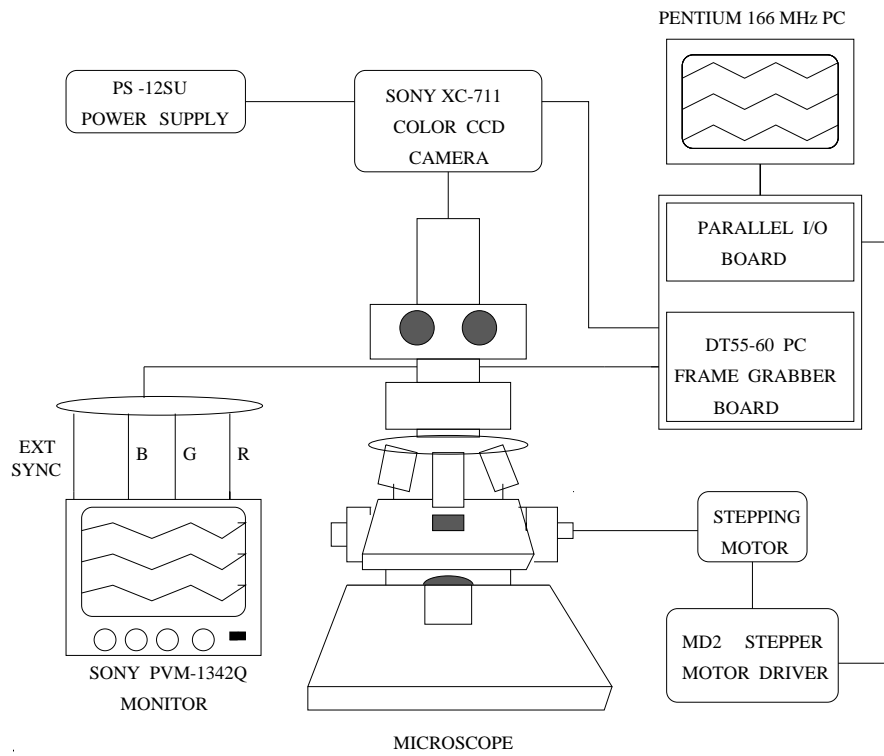 PENTIUM 166 MHz PC
PS -12SU
POWER SUPPLY
SONY XC-711
COLOR CCD
CAMERA
PARALLEL I/O
BOARD
DT55-60 PC
FRAME GRABBER
BOARD
EXT
SYNC
B
G
R
STEPPING
MOTOR
MD2 STEPPER
MOTOR DRIVER
SONY PVM-1342Q
MONITOR
MICROSCOPE